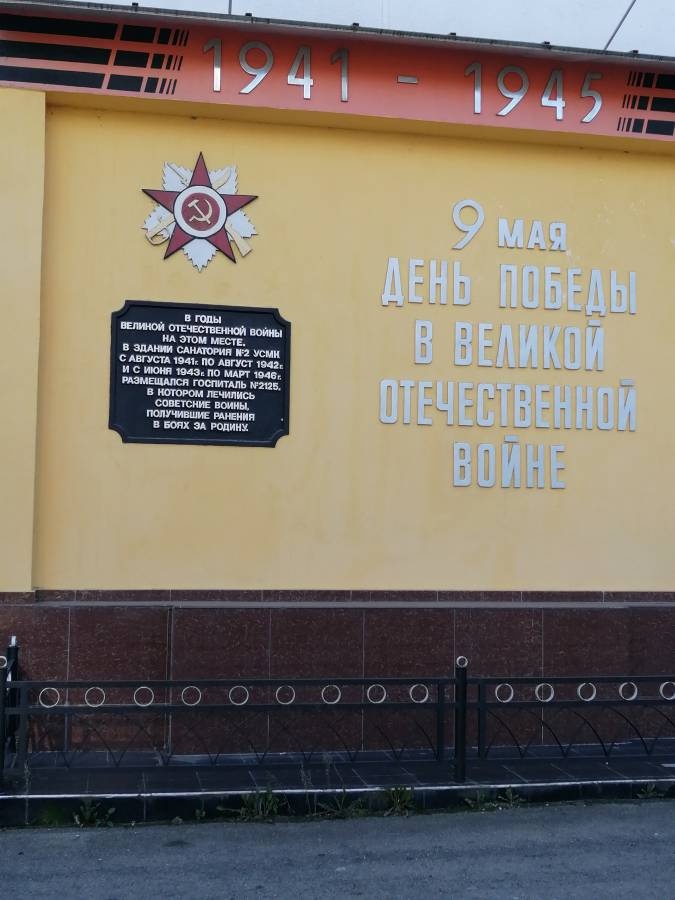 1941 - 1945
В ГОДЫ
ВЕЛИКОЙ ОТЕЧЕСТВЕННОЙ ВОЙНЫ
НА ЭТОМ МЕСТЕ.
В ЗДАНИИ САНАТОРИЯ №2 УСМК
С АВГУСТА 1941г. ПО АВГУСТ 1942г.
И С ИЮНЯ 1943г. ПО МАРТ 1946г.
РАЗМЕЩАЛСЯ ГОСПИТАЛЬ №2125,
В КОТОРОМ ЛЕЧИЛИСЬ
СОВЕТСКИЕ ВОИНЫ,
ПОЛУЧИВШИЕ РАНЕНИЯ
В БОЯХ ЗА РОДИНУ.
9 МАЯ
ДЕНЬ ПОБЕДЫ
В ВЕЛИКОЙ
ОТЕЧЕСТВЕННОЙ
ВОЙНЕ